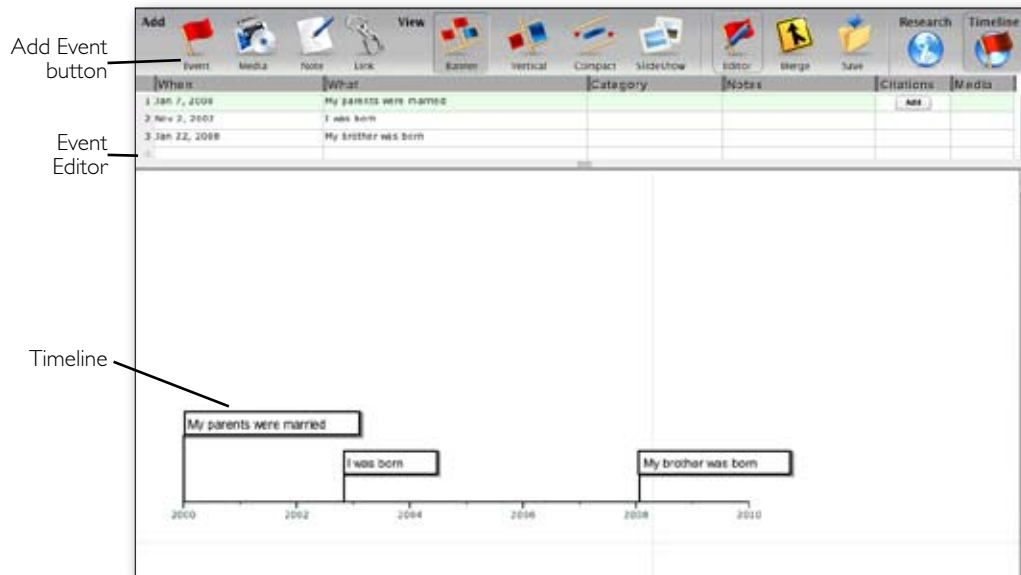 Add Event button
Event Editor
Timeline
Add Event Media Note Link View Banner Vertical Compact Slideshow Editor Merge Save Research Timeline
When What Category Notes Citations Media
1 Jan 7, 2000 My parents were married Add
2 Nov 2, 2002 I was born
3 Jan 22, 2008 My brother was born
My parents were married
I was born My brother was born
2000 2002 2004 2006 2008 2010